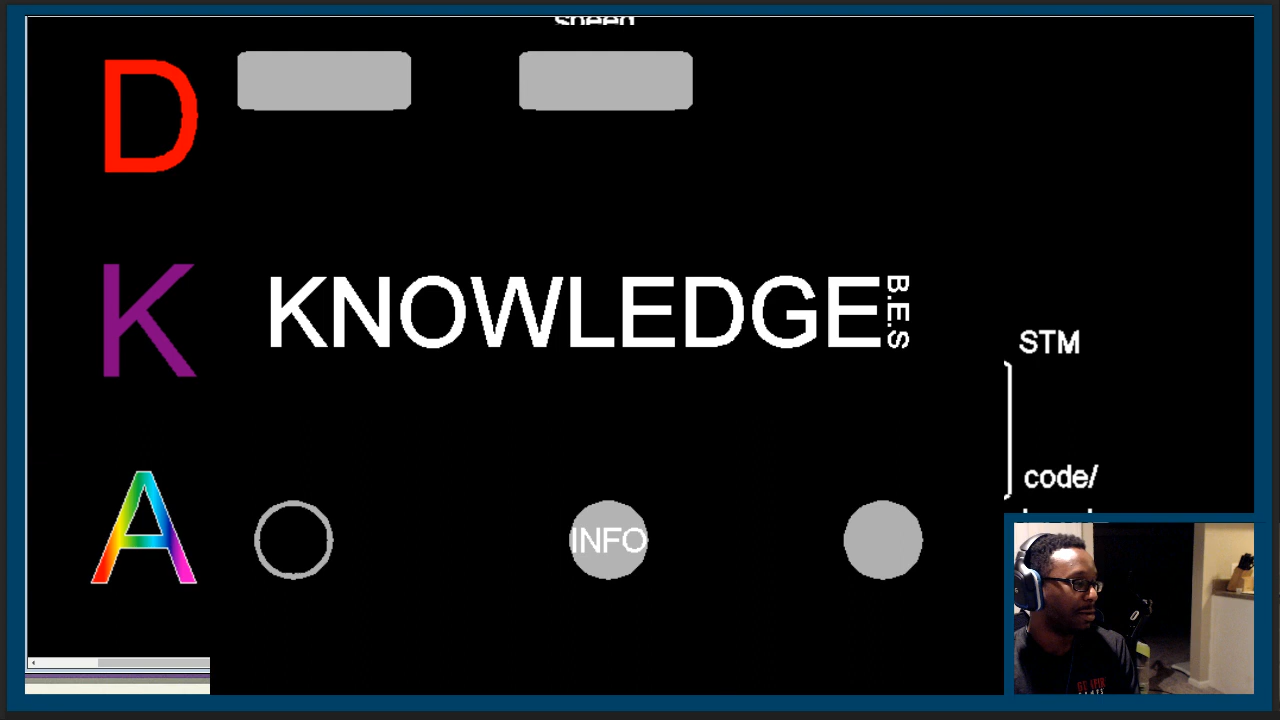 speed
D
K
KNOWLEDGE B.E.S
STM
code/
A
INFO